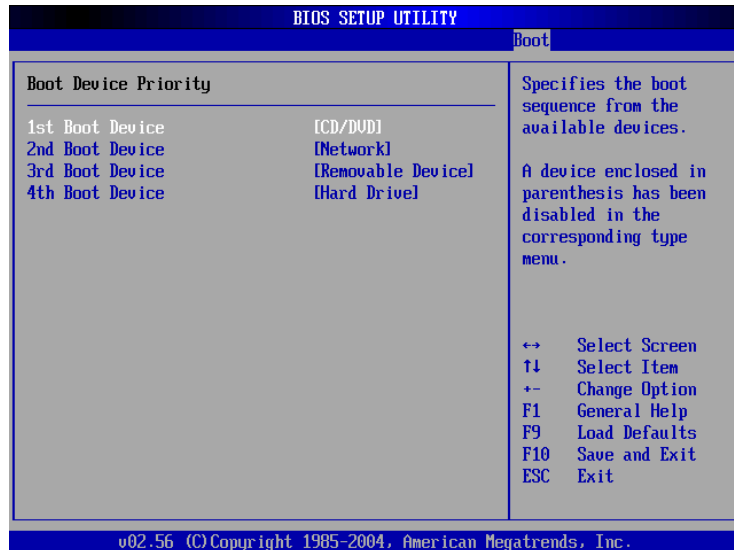 BIOS SETUP UTILITY
Boot
Boot Device Priority
1st Boot Device [CD/DVD]
2nd Boot Device [Network]
3rd Boot Device [Removable Device]
4th Boot Device [Hard Drive]
Specifies the boot
sequence from the
available devices.
A device enclosed in
parenthesis has been
disabled in the
corresponding type
menu.
↔ Select Screen
↑↓ Select Item
+- Change Option
F1 General Help
F9 Load Defaults
F10 Save and Exit
ESC Exit
v02.56 (C)Copyright 1985-2004, American Megatrends, Inc.